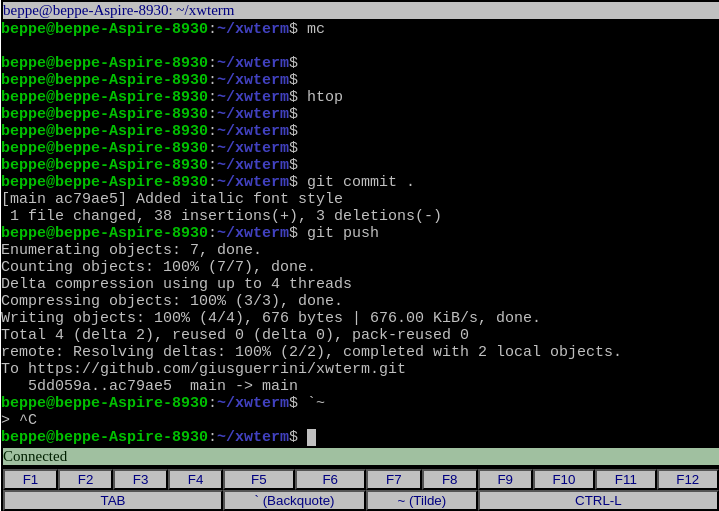 beppe@beppe-Aspire-8930: ~/xwterm
beppe@beppe-Aspire-8930:~/xwterm$ mc
beppe@beppe-Aspire-8930:~/xwterm$
beppe@beppe-Aspire-8930:~/xwterm$
beppe@beppe-Aspire-8930:~/xwterm$ htop
beppe@beppe-Aspire-8930:~/xwterm$
beppe@beppe-Aspire-8930:~/xwterm$
beppe@beppe-Aspire-8930:~/xwterm$
beppe@beppe-Aspire-8930:~/xwterm$
beppe@beppe-Aspire-8930:~/xwterm$ git commit .
[main ac79ae5] Added italic font style
 1 file changed, 38 insertions(+), 3 deletions(-)
beppe@beppe-Aspire-8930:~/xwterm$ git push
Enumerating objects: 7, done.
Counting objects: 100% (7/7), done.
Delta compression using up to 4 threads
Compressing objects: 100% (3/3), done.
Writing objects: 100% (4/4), 676 bytes | 676.00 KiB/s, done.
Total 4 (delta 2), reused 0 (delta 0), pack-reused 0
remote: Resolving deltas: 100% (2/2), completed with 2 local objects.
To https://github.com/giusguerrini/xwterm.git
   5dd059a..ac79ae5  main -> main
beppe@beppe-Aspire-8930:~/xwterm$ `~
> ^C
beppe@beppe-Aspire-8930:~/xwterm$
Connected
F1 F2 F3 F4 F5 F6 F7 F8 F9 F10 F11 F12
TAB ` (Backquote) ~ (Tilde) CTRL-L